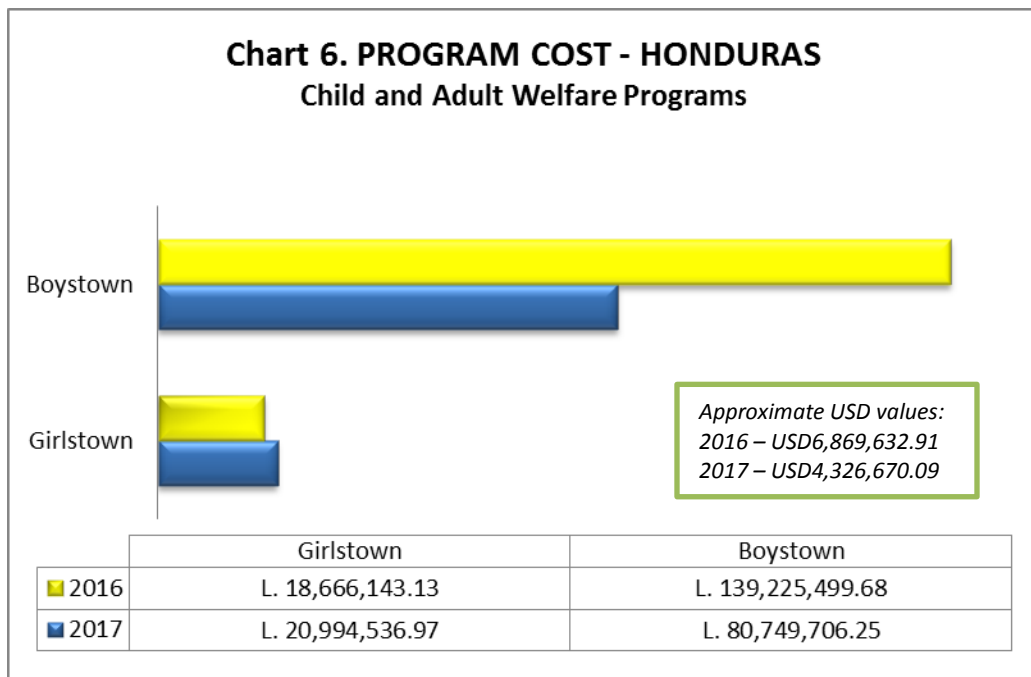 Chart 6. PROGRAM COST - HONDURAS
Child and Adult Welfare Programs
Boystown
Girlstown
Approximate USD values:
2016 – USD6,869,632.91
2017 – USD4,326,670.09
Girlstown Boystown
2016 L. 18,666,143.13 L. 139,225,499.68
2017 L. 20,994,536.97 L. 80,749,706.25